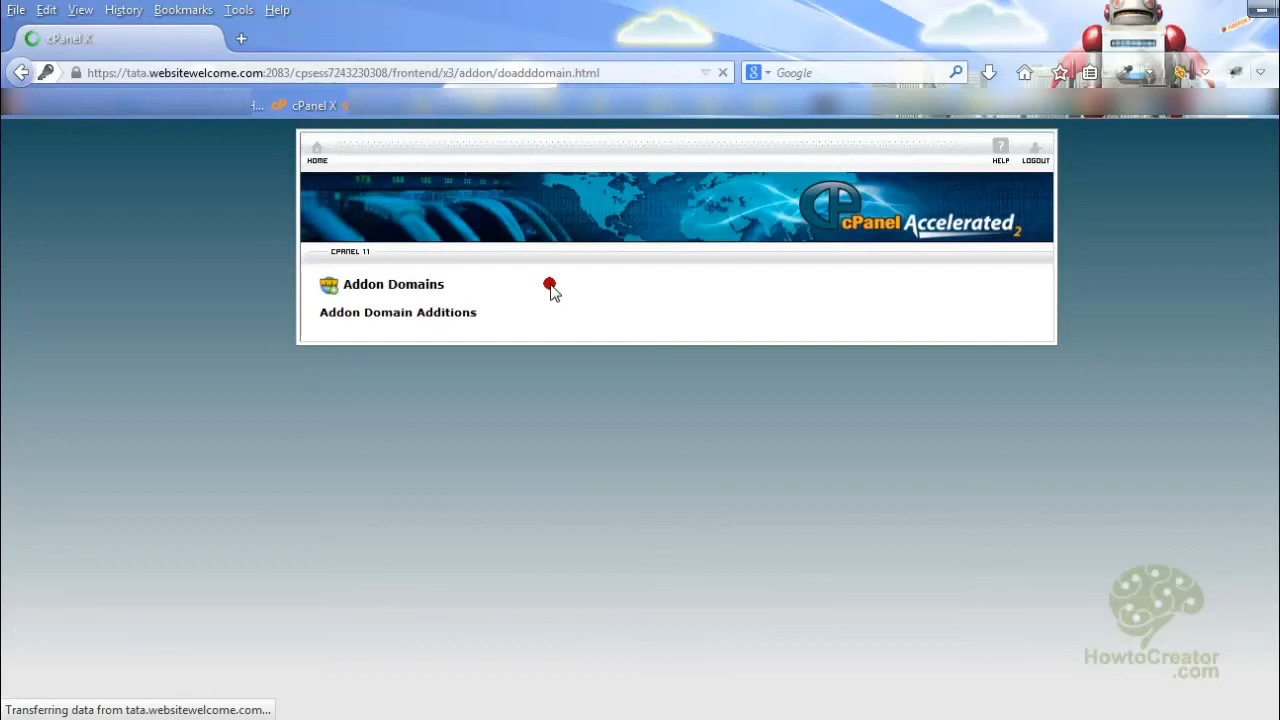 File Edit View History Bookmarks Tools Help
cPanel X
https://tata.websitewelcome.com:2083/cpsess7243230308/frontend/x3/addon/doadddomain.html
Google
H... cPanel X
HOME
HELP LOGOUT
cPanel Accelerated2
CPANEL 11
Addon Domains
Addon Domain Additions
HowtoCreator
.com
Transferring data from tata.websitewelcome.com...